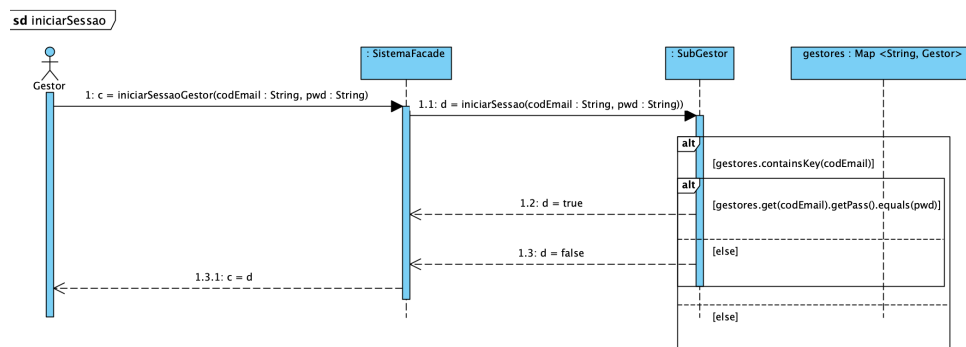 sd iniciarSessao
: SistemaFacade
: SubGestor
gestores : Map <String, Gestor>
Gestor
1: c = iniciarSessaoGestor(codEmail : String, pwd : String)
1.1: d = iniciarSessao(codEmail : String, pwd : String))
alt
[gestores.containsKey(codEmail)]
alt
[gestores.get(codEmail).getPass().equals(pwd)]
1.2: d = true
[else]
1.3: d = false
1.3.1: c = d
[else]